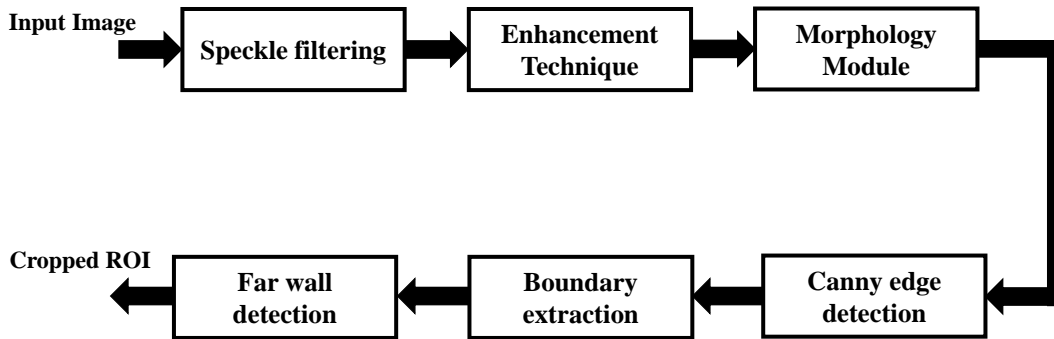 Input Image
Speckle filtering
Enhancement
Technique
Morphology
Module
Canny edge
detection
Boundary
extraction
Far wall
detection
Cropped ROI